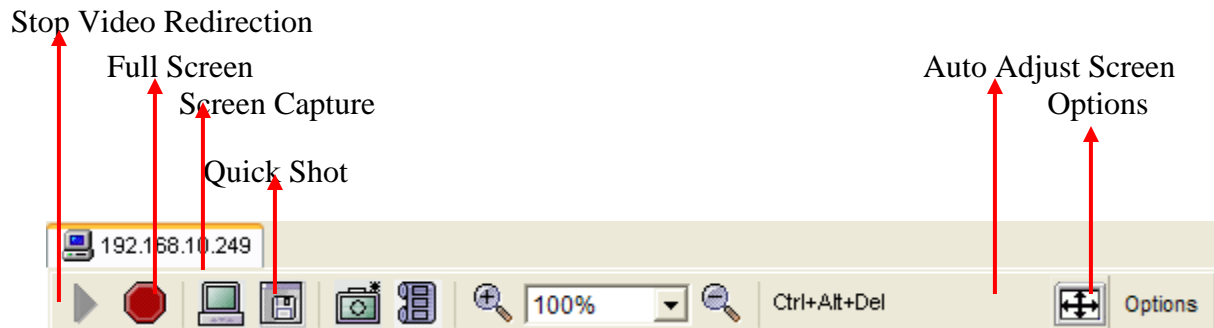 Stop Video Redirection
Full Screen
Auto Adjust Screen
Screen Capture
Options
Quick Shot
192.168.10.249
100%
Ctrl+Alt+Del
Options